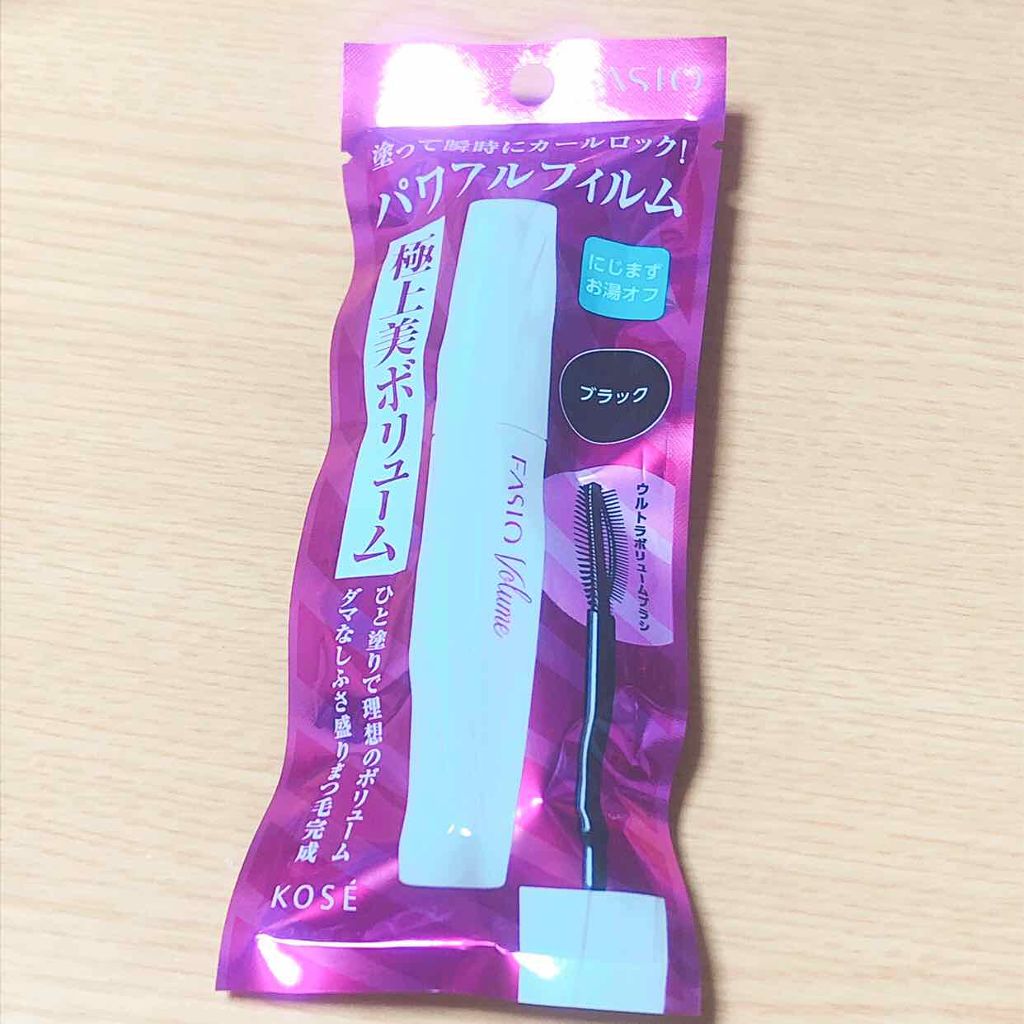 FASIO
塗って瞬時にカールロック!
パワフルフィルム
極上美ボリューム
にじまず
お湯オフ
ブラック
FASIO Volume
ウルトラボリュームブラシ
ひと塗りで理想のボリューム
ダマなしふさ盛りまつ毛完成
KOSÉ